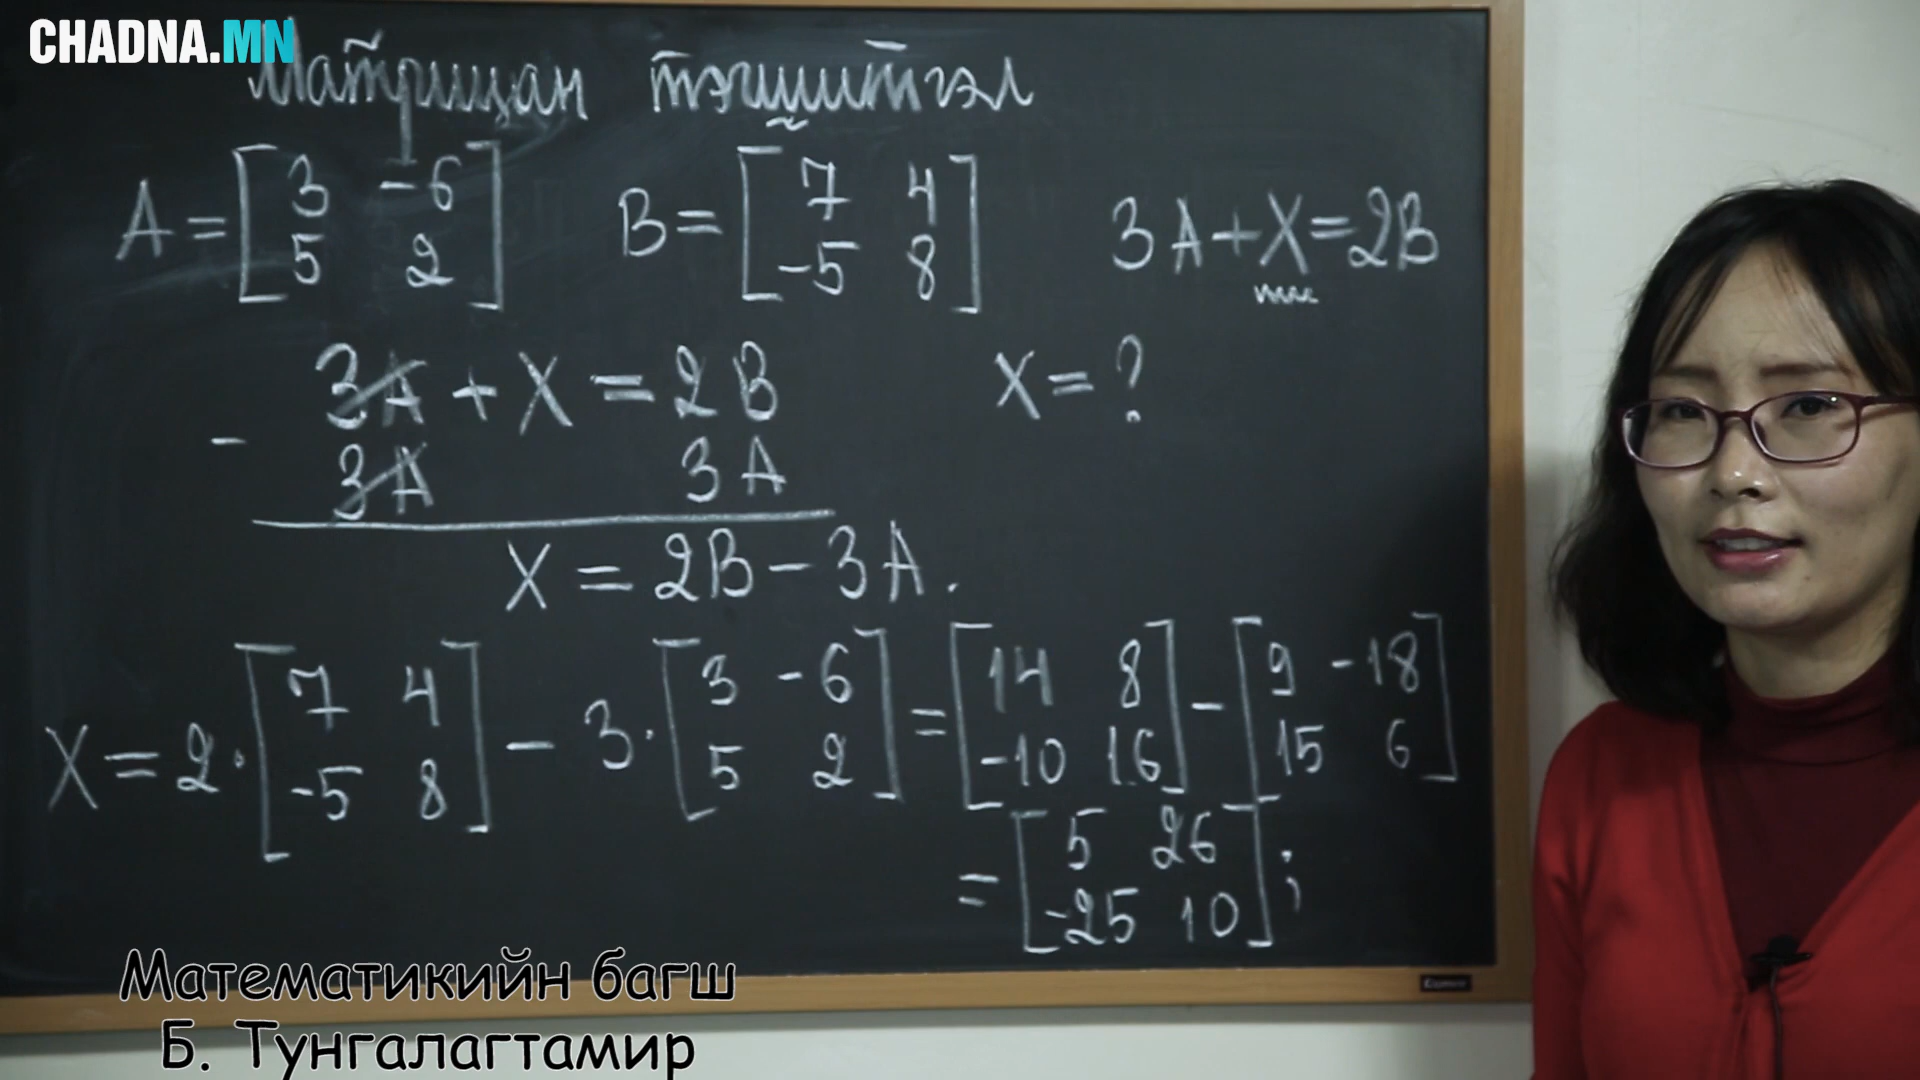 CHADNA.MN
Матрицан тэгшитгэл
A = [ 3 -6 ] B = [ 7 4 ] 3A+X=2B
[ 5 2 ] [ -5 8 ]
3A + X = 2B X = ?
- 3A 3A
X = 2B - 3A.
X = 2· [ 7 4 ] - 3· [ 3 -6 ] = [ 14 8 ] - [ 9 -18 ]
[ -5 8 ] [ 5 2 ] [ -10 16 ] [ 15 6 ]
= [ 5 26 ] ;
[ -25 10 ]
Математикийн багш
Б. Тунгалагтамир